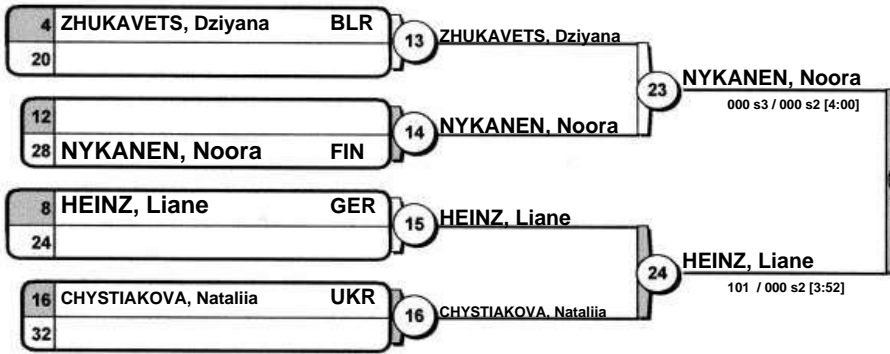 4 ZHUKAVETS, Dziyana BLR
20
13
ZHUKAVETS, Dziyana
12
28 NYKANEN, Noora FIN
14
NYKANEN, Noora
23
NYKANEN, Noora
000 s3 / 000 s2 [4:00]
8 HEINZ, Liane GER
24
15
HEINZ, Liane
16 CHYSTIAKOVA, Nataliia UKR
32
16
CHYSTIAKOVA, Nataliia
24
HEINZ, Liane
101 / 000 s2 [3:52]